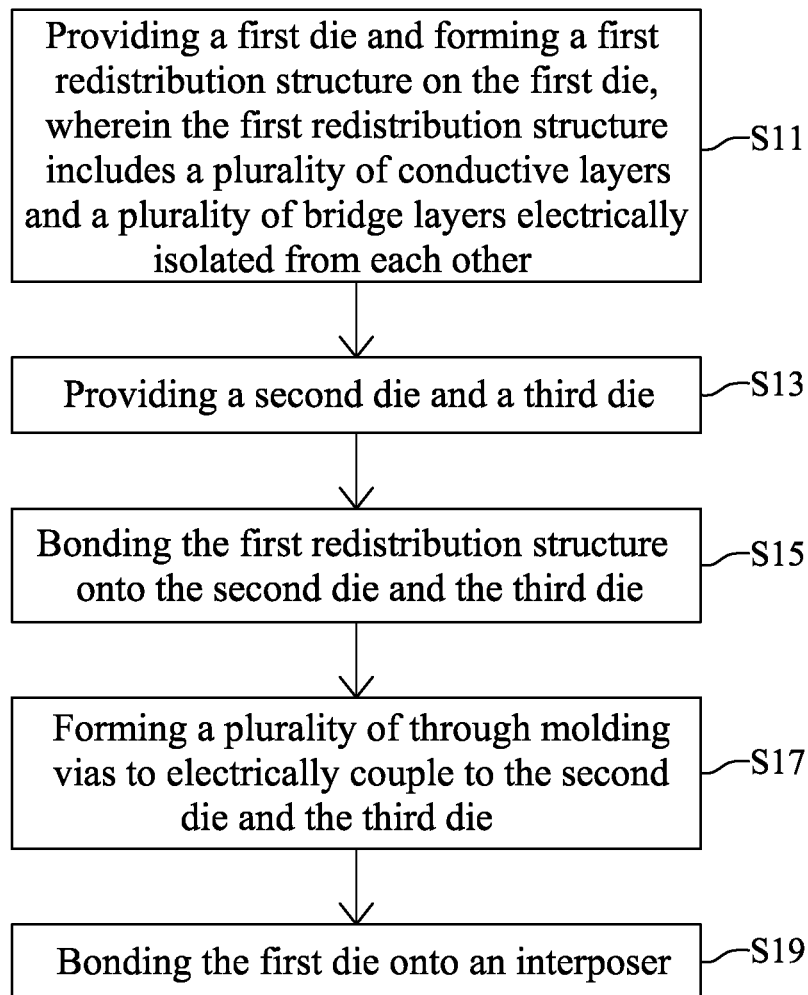 Providing a first die and forming a first
redistribution structure on the first die,
wherein the first redistribution structure
includes a plurality of conductive layers
and a plurality of bridge layers electrically
isolated from each other
S11
Providing a second die and a third die
S13
Bonding the first redistribution structure
onto the second die and the third die
S15
Forming a plurality of through molding
vias to electrically couple to the second
die and the third die
S17
Bonding the first die onto an interposer
S19